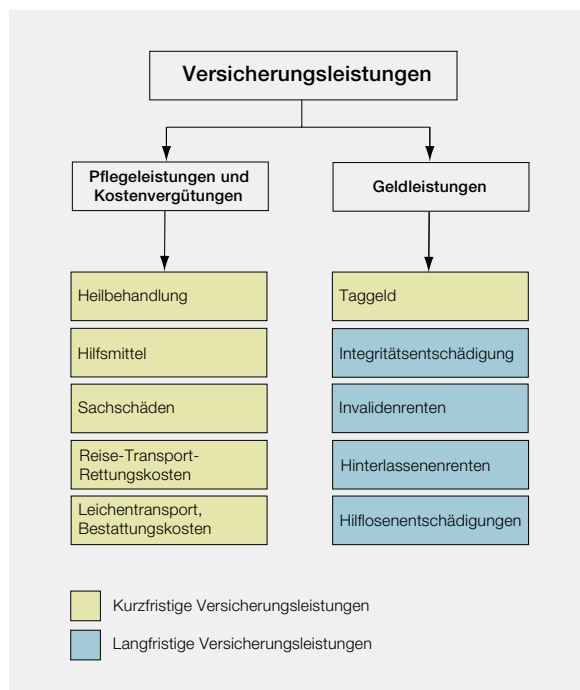 Versicherungsleistungen
Pflegeleistungen und
Kostenvergütungen
Geldleistungen
Heilbehandlung
Hilfsmittel
Sachschäden
Reise-Transport-
Rettungskosten
Leichentransport,
Bestattungskosten
Taggeld
Integritätsentschädigung
Invalidenrenten
Hinterlassenenrenten
Hilflosenentschädigungen
Kurzfristige Versicherungsleistungen
Langfristige Versicherungsleistungen